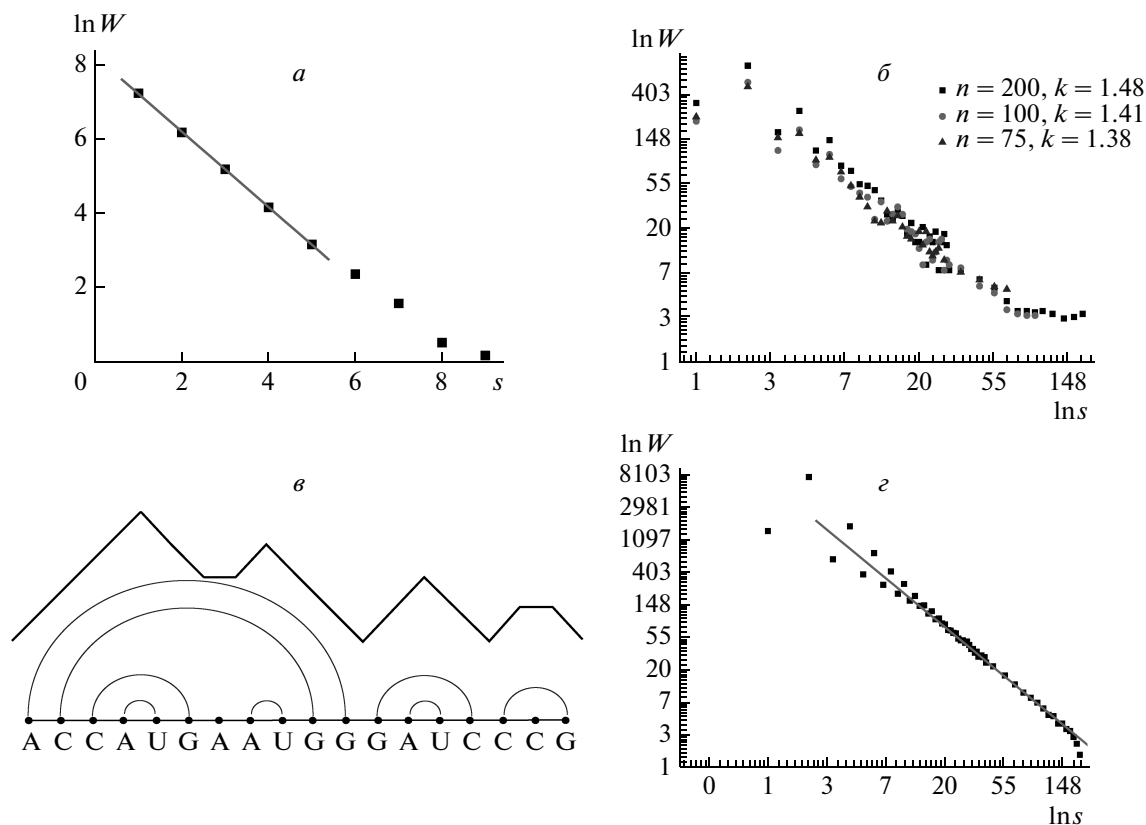 ln W
а
8
6
4
2
0
2
4
6
8
s
ln W
б
n = 200, k = 1.48
n = 100, k = 1.41
n = 75, k = 1.38
403
148
55
20
7
3
1
1
3
7
20
55
148
ln s
в
A C C A U G A A U G G G A U C C C G
ln W
г
8103
2981
1097
403
148
55
20
7
3
1
0
1
3
7
20
55
148
ln s